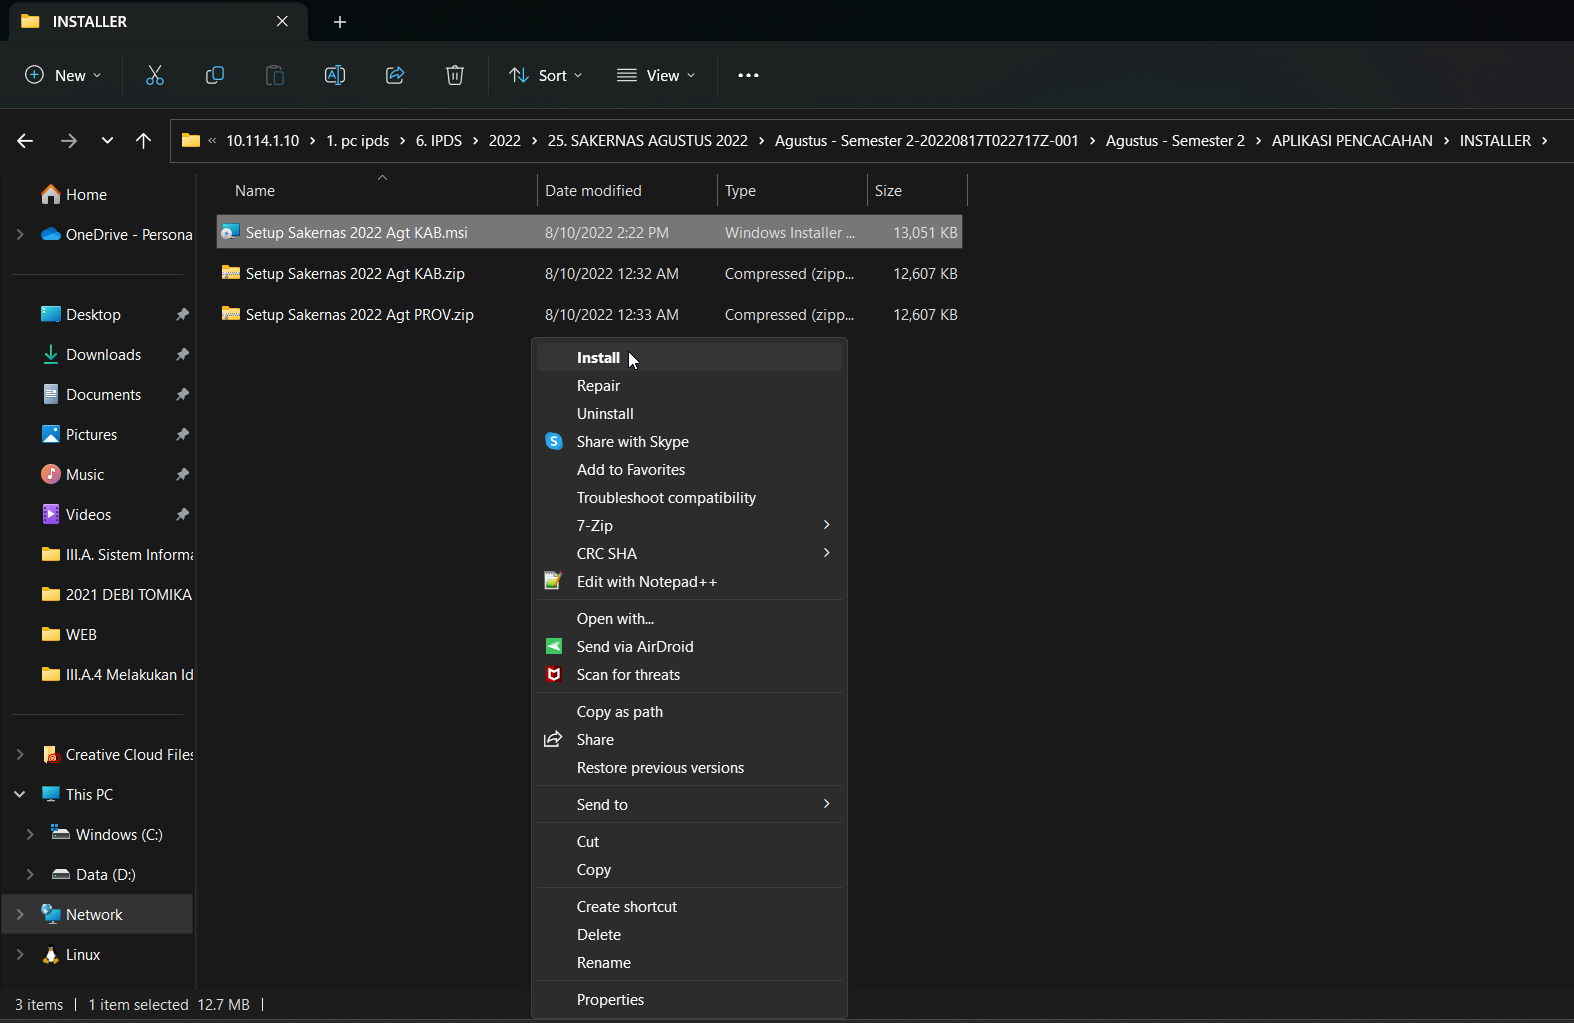 INSTALLER
New
Sort
View
10.114.1.10 > 1. pc ipds > 6. IPDS > 2022 > 25. SAKERNAS AGUSTUS 2022 > Agustus - Semester 2-20220817T022717Z-001 > Agustus - Semester 2 > APLIKASI PENCACAHAN > INSTALLER >
Home
OneDrive - Persona
Desktop
Downloads
Documents
Pictures
Music
Videos
III.A. Sistem Informa
2021 DEBI TOMIKA
WEB
III.A.4 Melakukan Id
Creative Cloud Files
This PC
Windows (C:)
Data (D:)
Network
Linux
Name Date modified Type Size
Setup Sakernas 2022 Agt KAB.msi 8/10/2022 2:22 PM Windows Installer ... 13,051 KB
Setup Sakernas 2022 Agt KAB.zip 8/10/2022 12:32 AM Compressed (zipp... 12,607 KB
Setup Sakernas 2022 Agt PROV.zip 8/10/2022 12:33 AM Compressed (zipp... 12,607 KB
Install
Repair
Uninstall
Share with Skype
Add to Favorites
Troubleshoot compatibility
7-Zip
CRC SHA
Edit with Notepad++
Open with...
Send via AirDroid
Scan for threats
Copy as path
Share
Restore previous versions
Send to
Cut
Copy
Create shortcut
Delete
Rename
Properties
3 items | 1 item selected 12.7 MB |